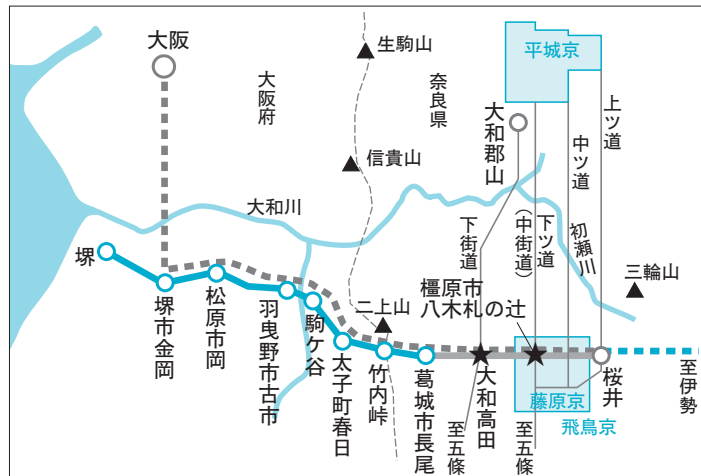 大阪
生駒山
平城京
大阪府
奈良県
大和郡山
上ツ道
中ツ道
信貴山
大和川
下街道
(中街道)
下ツ道
初瀬川
三輪山
堺
堺市金岡
松原市岡
羽曳野市古市
駒ケ谷
太子町春日
二上山
竹内峠
葛城市長尾
橿原市
八木札の辻
大和高田
桜井
至伊勢
藤原京
飛鳥京
至五條
至五條